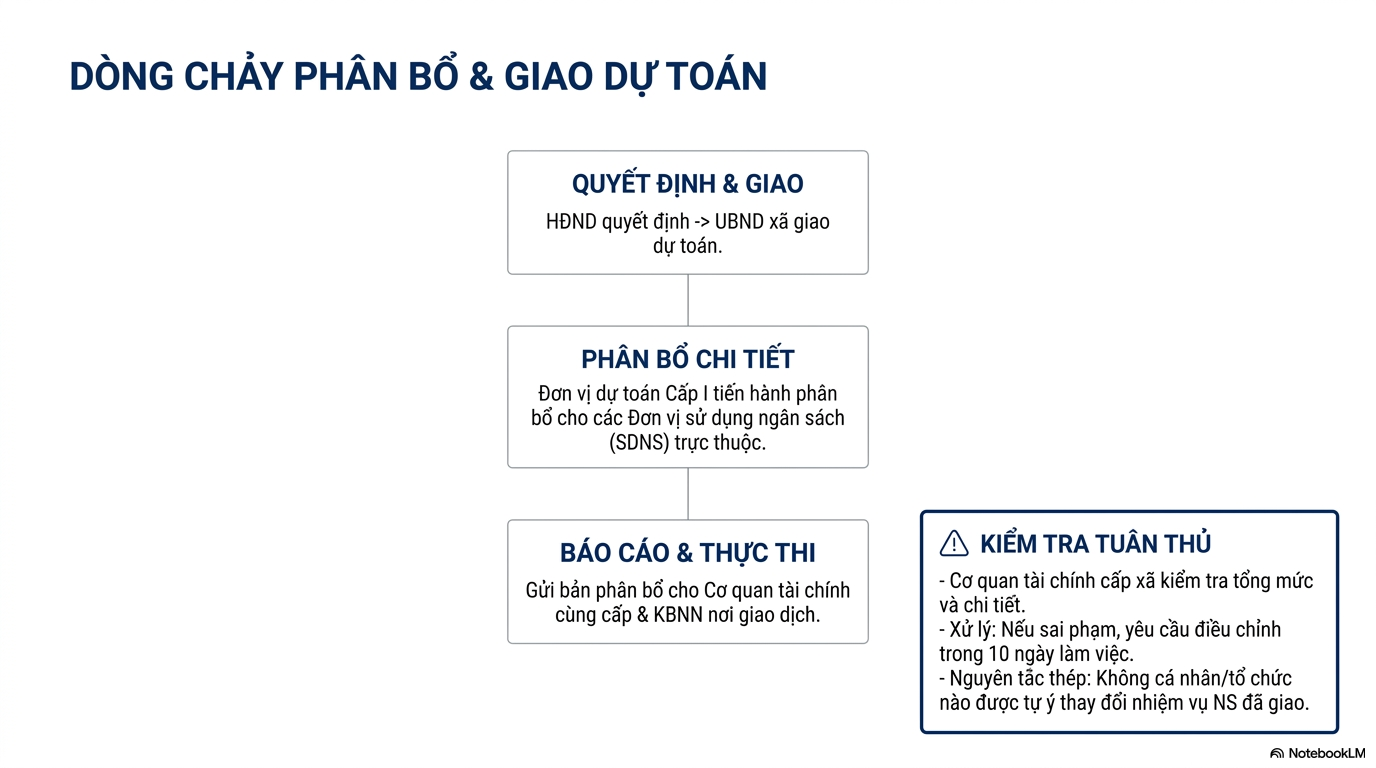 DÒNG CHẢY PHÂN BỔ & GIAO DỰ TOÁN
QUYẾT ĐỊNH & GIAO
HĐND quyết định -> UBND xã giao
dự toán.
PHÂN BỔ CHI TIẾT
Đơn vị dự toán Cấp I tiến hành phân
bổ cho các Đơn vị sử dụng ngân sách
(SDNS) trực thuộc.
BÁO CÁO & THỰC THI
Gửi bản phân bổ cho Cơ quan tài chính
cùng cấp & KBNN nơi giao dịch.
KIỂM TRA TUÂN THỦ
- Cơ quan tài chính cấp xã kiểm tra tổng mức
và chi tiết.
- Xử lý: Nếu sai phạm, yêu cầu điều chỉnh
trong 10 ngày làm việc.
- Nguyên tắc thép: Không cá nhân/tổ chức
nào được tự ý thay đổi nhiệm vụ NS đã giao.
NotebookLM